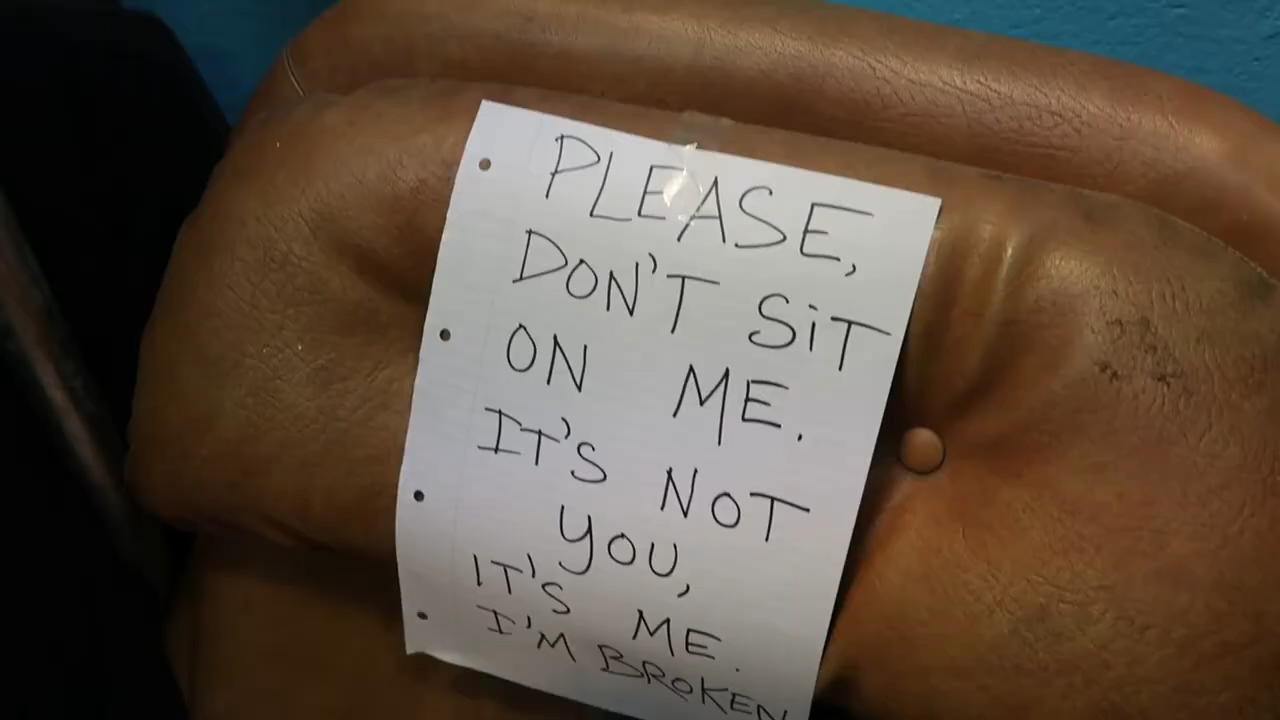 PLEASE,
DON'T SiT
ON ME.
IT'S NOT
YOU,
IT'S ME.
I'M BROKEN